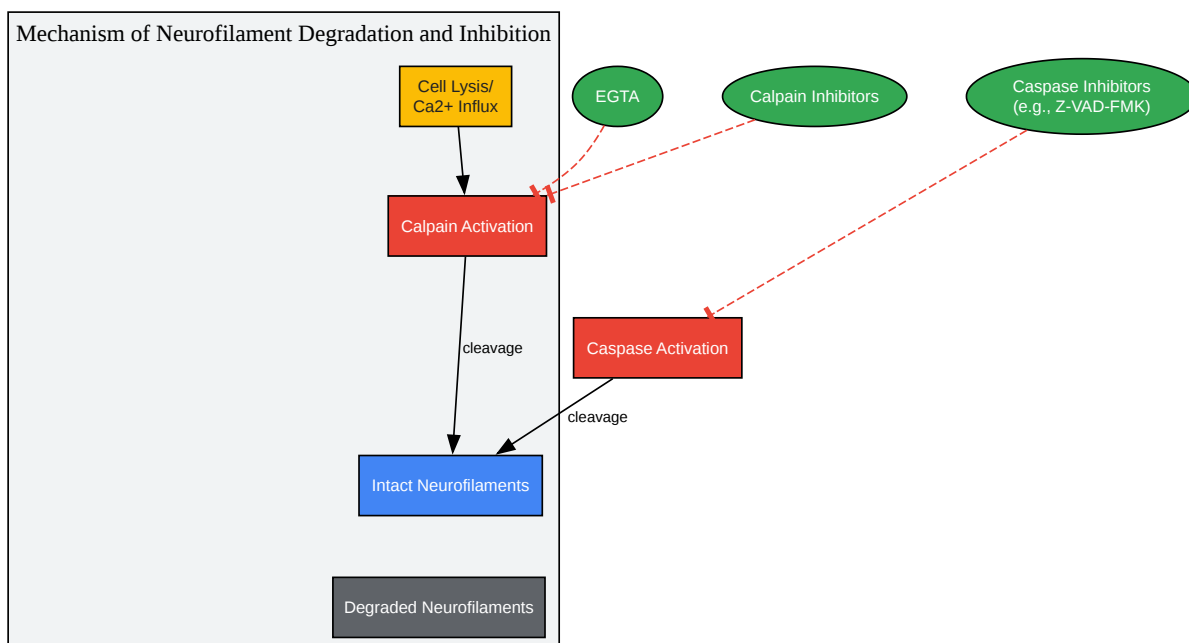 Mechanism of Neurofilament Degradation and Inhibition
Cell Lysis/
Ca2+ Influx
EGTA
Calpain Inhibitors
Caspase Inhibitors
(e.g., Z-VAD-FMK)
Calpain Activation
cleavage
Caspase Activation
cleavage
Intact Neurofilaments
Degraded Neurofilaments